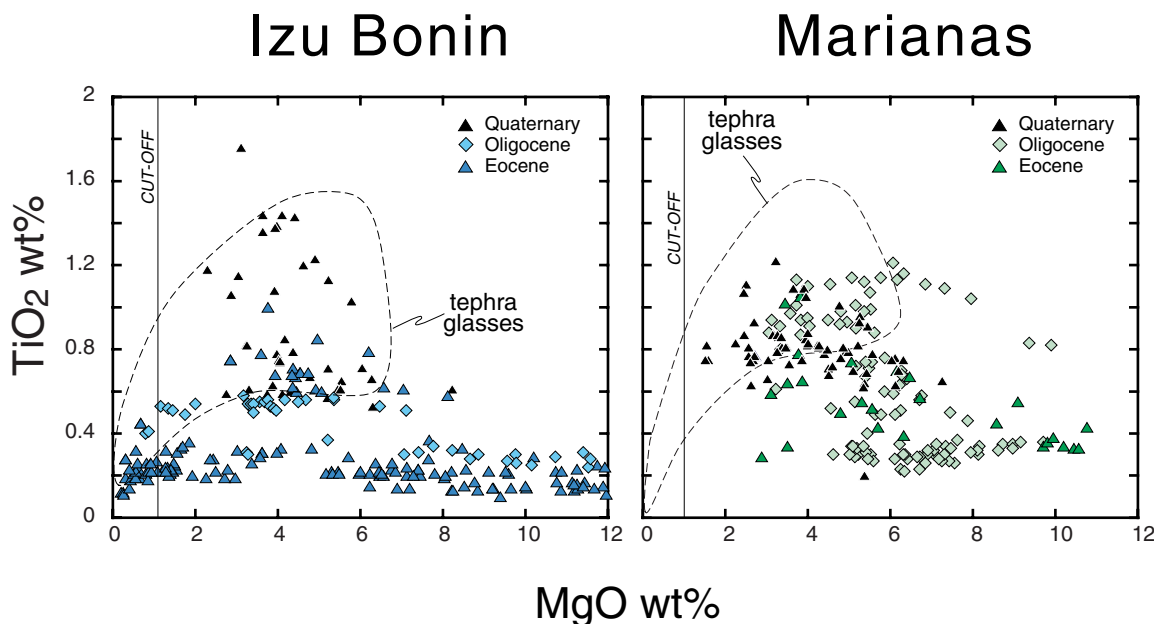 Izu Bonin
Marianas
TiO2 wt%
2
1.6
1.2
0.8
0.4
0
CUT-OFF
Quaternary
Oligocene
Eocene
tephra
glasses
0 2 4 6 8 10 12
tephra
glasses
CUT-OFF
Quaternary
Oligocene
Eocene
0 2 4 6 8 10 12
MgO wt%